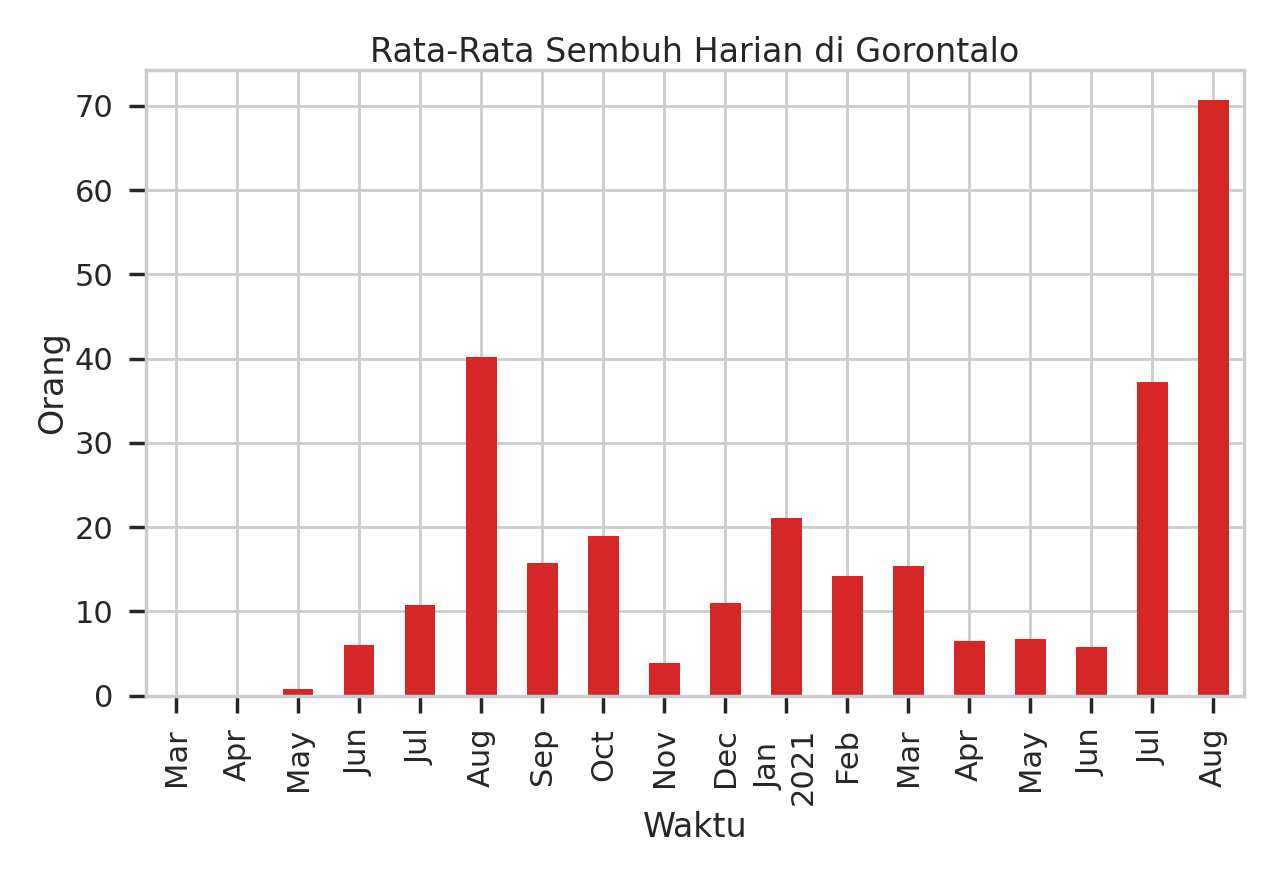 Rata-Rata Sembuh Harian di Gorontalo
Orang
70
60
50
40
30
20
10
0
Mar
Apr
May
Jun
Jul
Aug
Sep
Oct
Nov
Dec
Jan
2021
Feb
Mar
Apr
May
Jun
Jul
Aug
Waktu